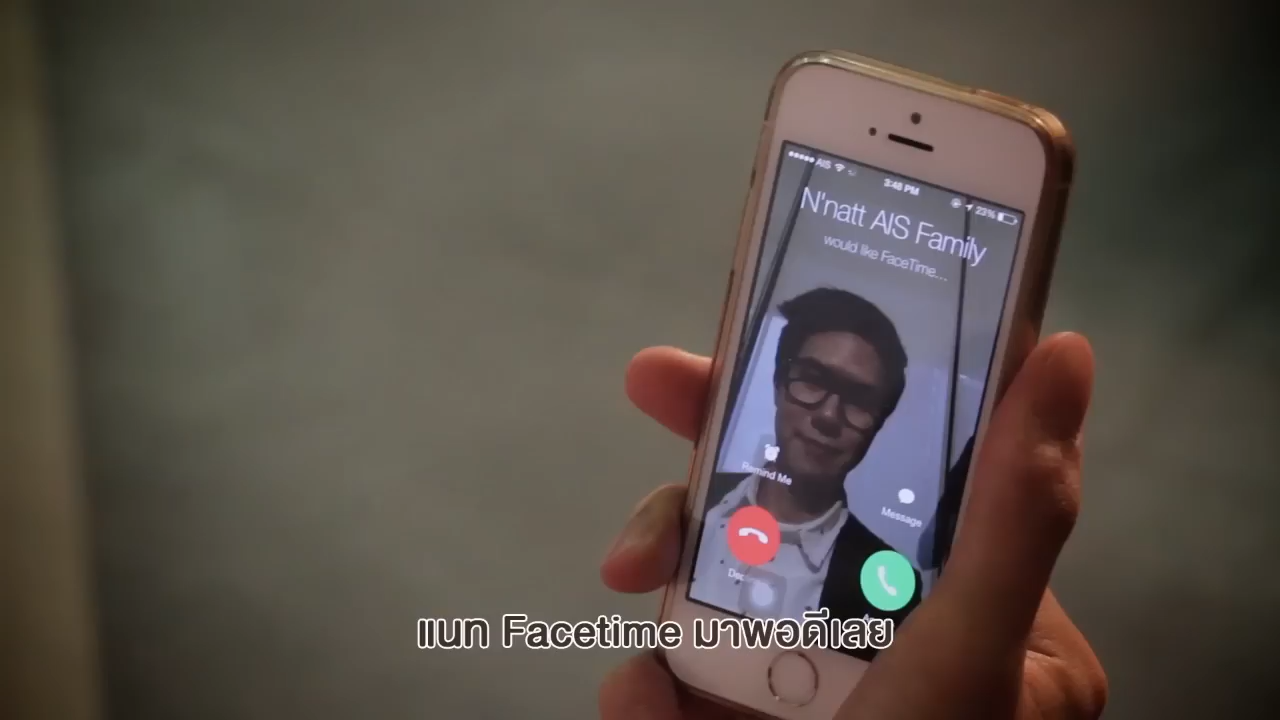 AIS
3:48 PM
23%
N'natt AIS Family
would like FaceTime...
Remind Me
Message
แนท Facetime มาพอดีเลย